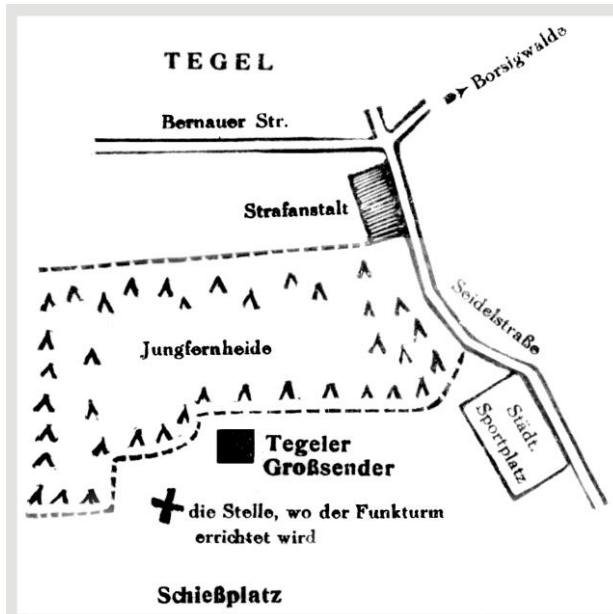 TEGEL
Borsigwalde
Bernauer Str.
Strafanstalt
Seidelstraße
Jungfernheide
Städt.
Sportplatz
Tegeler
Großsender
die Stelle, wo der Funkturm
errichtet wird
Schießplatz